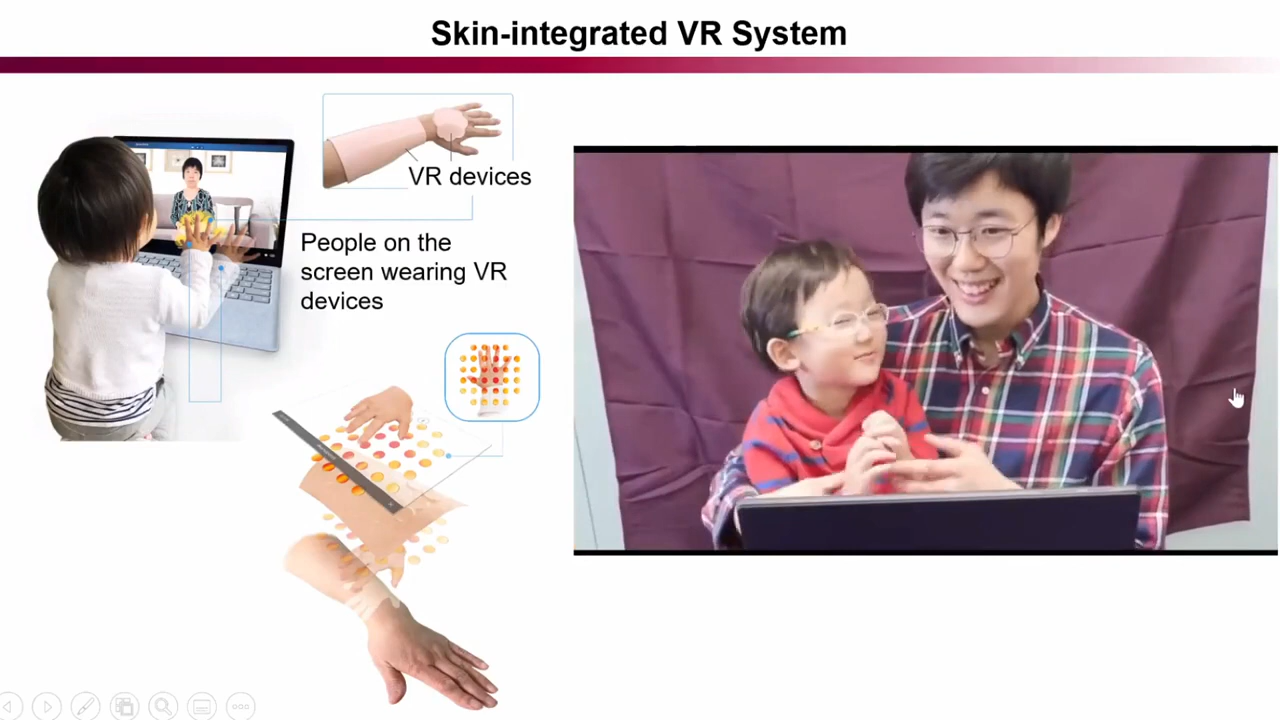 Skin-integrated VR System
VR devices
People on the
screen wearing VR
devices